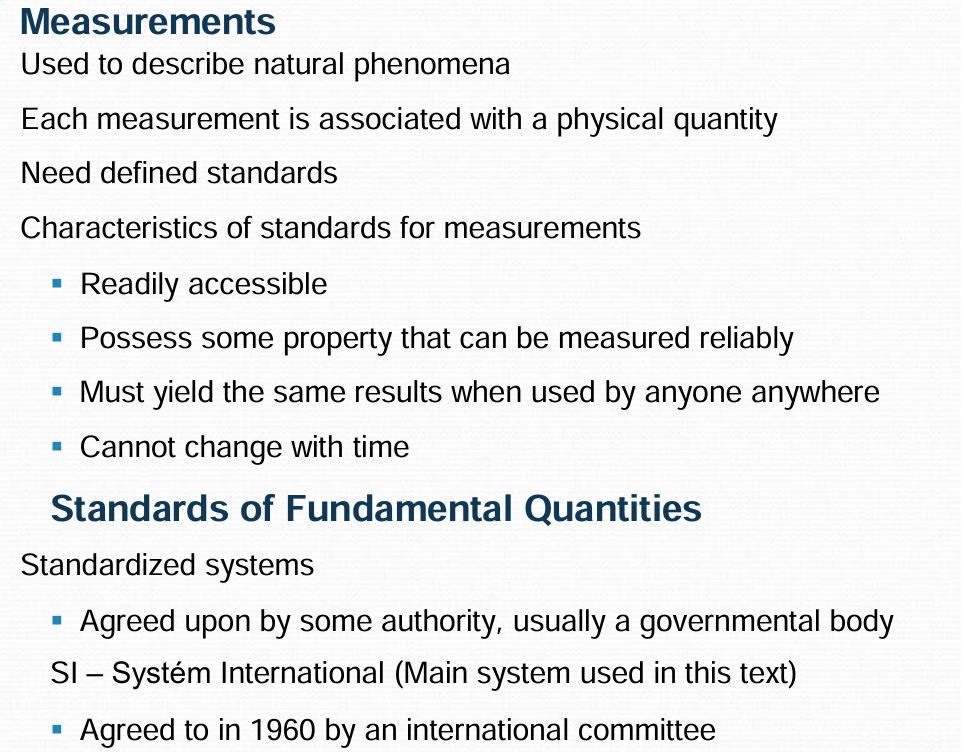 Measurements
Used to describe natural phenomena
Each measurement is associated with a physical quantity
Need defined standards
Characteristics of standards for measurements
▪ Readily accessible
▪ Possess some property that can be measured reliably
▪ Must yield the same results when used by anyone anywhere
▪ Cannot change with time
Standards of Fundamental Quantities
Standardized systems
▪ Agreed upon by some authority, usually a governmental body
SI – Systém International (Main system used in this text)
▪ Agreed to in 1960 by an international committee